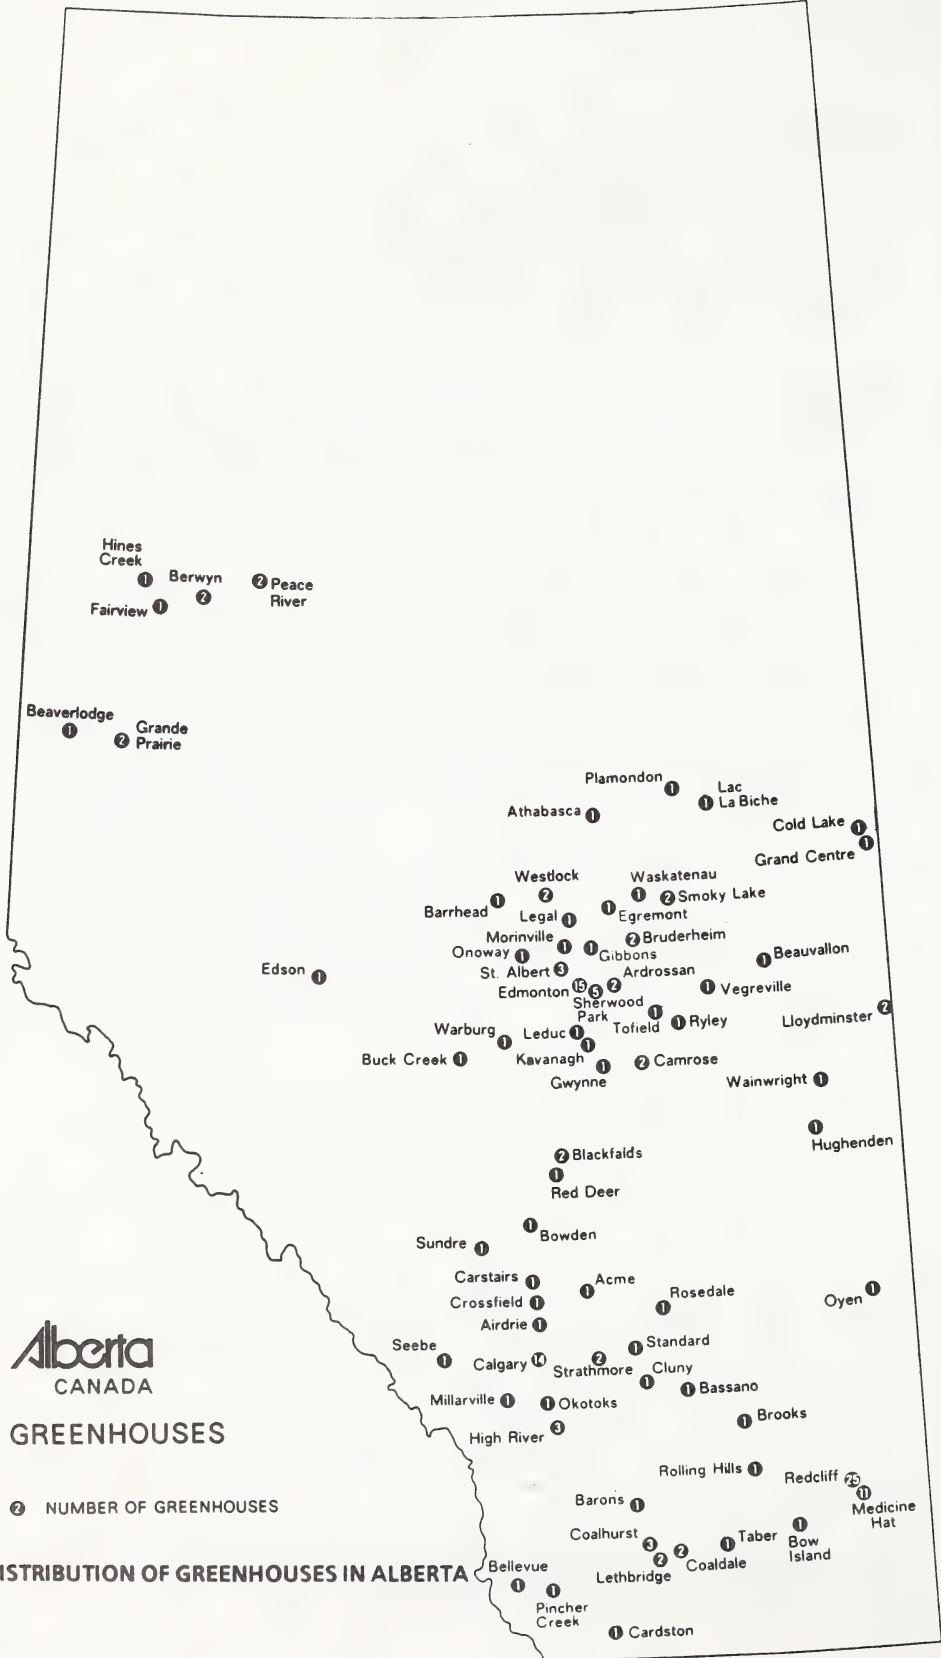 Hines
Creek
1
Berwyn
2
2 Peace
River
Fairview 1
Beaverlodge
1
2 Grande
Prairie
Plamondon 1
Lac
1 La Biche
Athabasca 1
Cold Lake 1
1
Grand Centre
Westlock
2
Waskatenau
1
2 Smoky Lake
1
Barrhead
Legal 1
1
Egremont
Morinville 1
1
Gibbons
2 Bruderheim
Onoway 1
1 Beauvallon
St. Albert 3
Ardrossan
2
Edson 1
Edmonton 15
5
Sherwood
Park
1 Vegreville
Lloydminster 2
1
Tofield
1 Ryley
Warburg
1
Leduc 1
1
Kavanagh
Buck Creek 1
1
Gwynne
2 Camrose
Wainwright 1
1
Hughenden
2 Blackfalds
1
Red Deer
1
Bowden
Sundre 1
Carstairs 1
Acme
1
Crossfield 1
Rosedale
1
Oyen 1
Airdrie 1
Seebe
1
Calgary 14
2
Strathmore
1 Standard
Cluny
1
1 Bassano
Millarville 1
1 Okotoks
High River 3
1 Brooks
Rolling Hills 1
Redcliff 25
11
Medicine
Hat
Barons 1
Coalhurst
3
2
Lethbridge
2
Coaldale
1 Taber
1
Bow
Island
Bellevue
1
1
Pincher
Creek
1 Cardston
Alberta
CANADA
GREENHOUSES
2 NUMBER OF GREENHOUSES
ISTRIBUTION OF GREENHOUSES IN ALBERTA